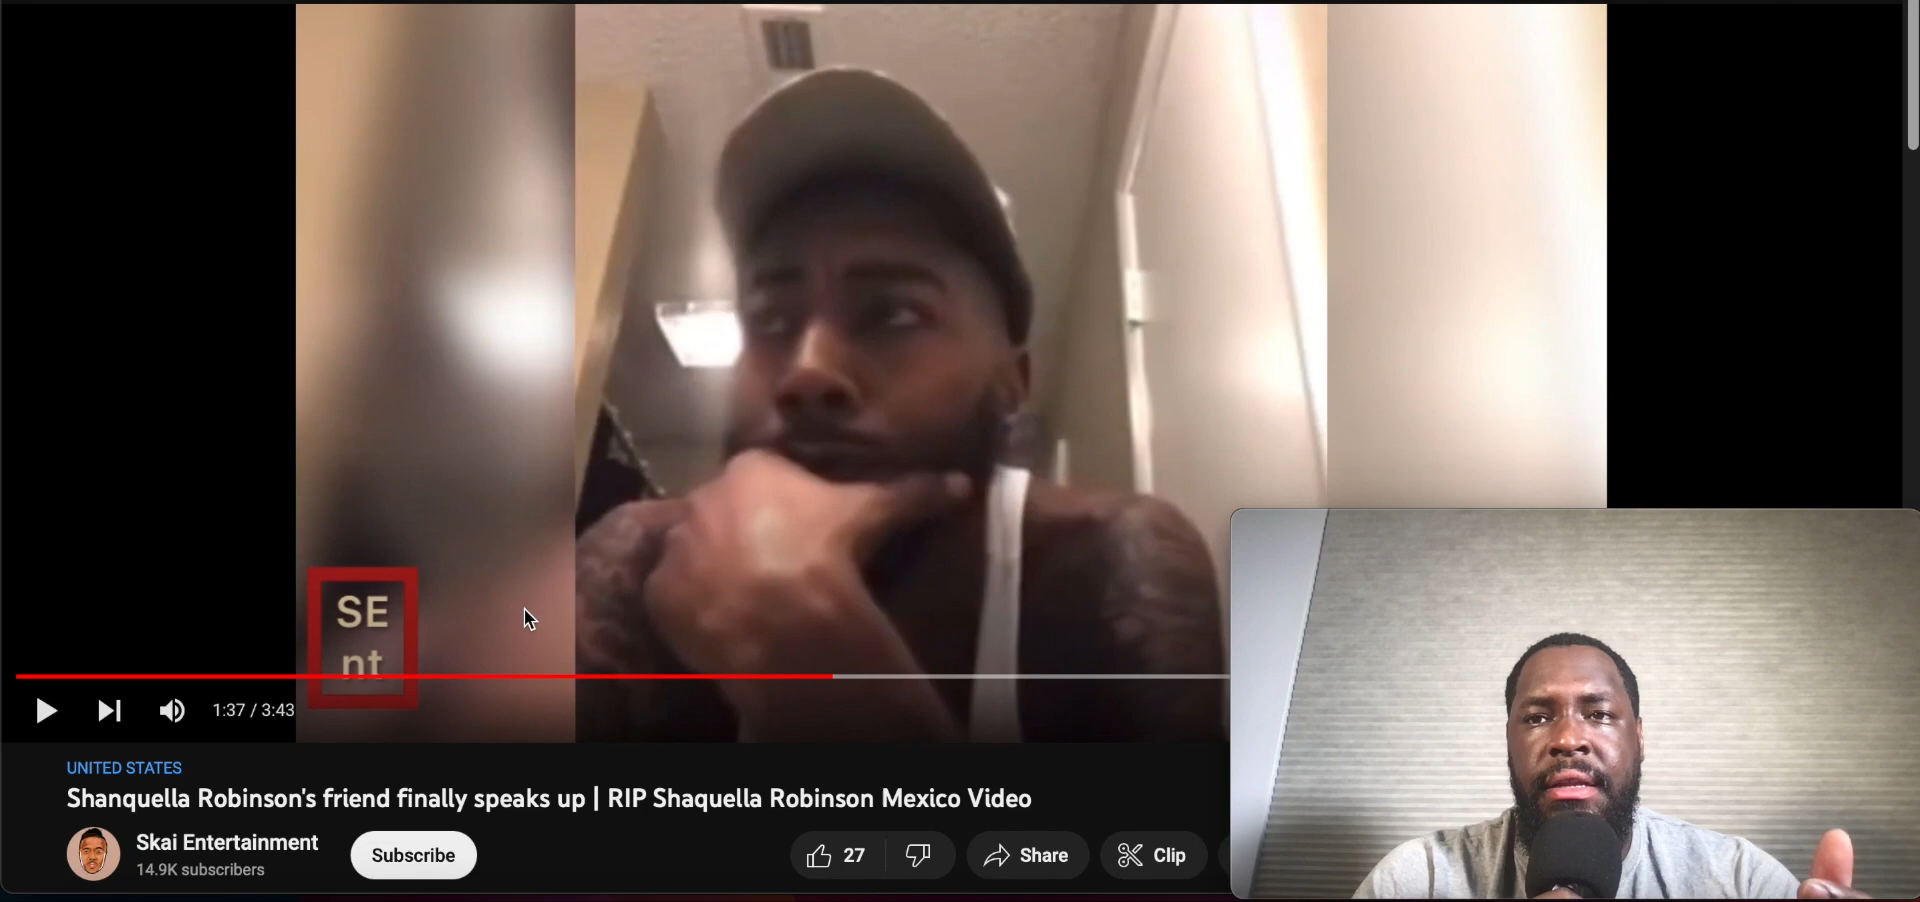 SE
nt
1:37 / 3:43
UNITED STATES
Shanquella Robinson's friend finally speaks up | RIP Shaquella Robinson Mexico Video
Skai Entertainment
14.9K subscribers
Subscribe
27
Share
Clip